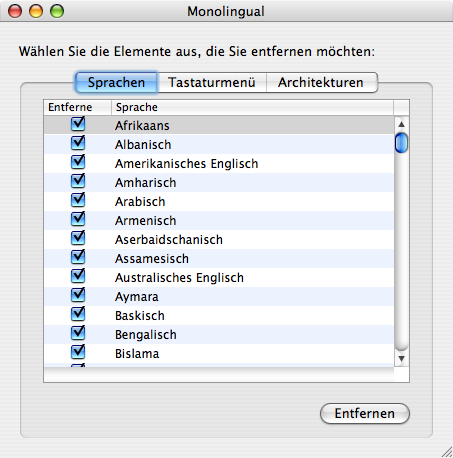 Monolingual
Wählen Sie die Elemente aus, die Sie entfernen möchten:
Sprachen Tastaturmenü Architekturen
Entferne Sprache
Afrikaans
Albanisch
Amerikanisches Englisch
Amharisch
Arabisch
Armenisch
Aserbaidschanisch
Assamesisch
Australisches Englisch
Aymara
Baskisch
Bengalisch
Bislama
Entfernen